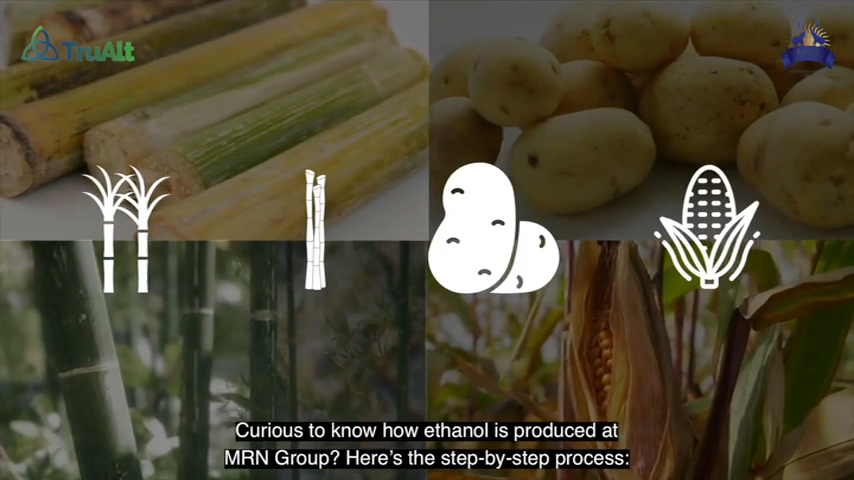 TruAlt
Curious to know how ethanol is produced at
MRN Group? Here's the step-by-step process: